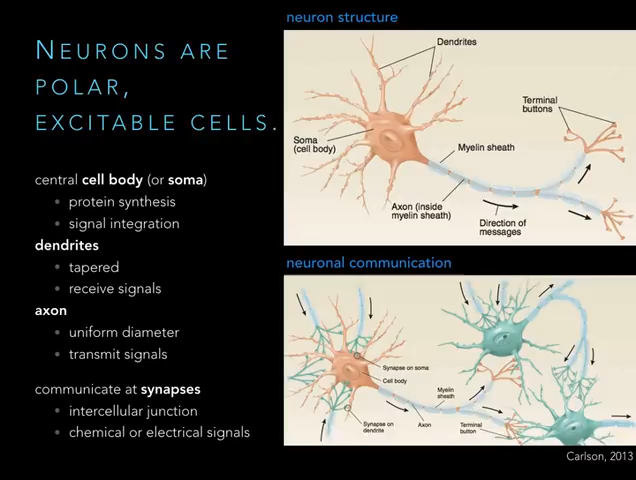 NEURONS ARE
POLAR,
EXCITABLE CELLS.
central cell body (or soma)
• protein synthesis
• signal integration
dendrites
• tapered
• receive signals
axon
• uniform diameter
• transmit signals
communicate at synapses
• intercellular junction
• chemical or electrical signals
neuron structure
Dendrites
Terminal
buttons
Soma
(cell body)
Myelin sheath
Axon (inside
myelin sheath)
Direction of
messages
neuronal communication
Synapse on soma
Cell body
Myelin
sheath
Synapse on
dendrite
Axon
Terminal
button
Carlson, 2013